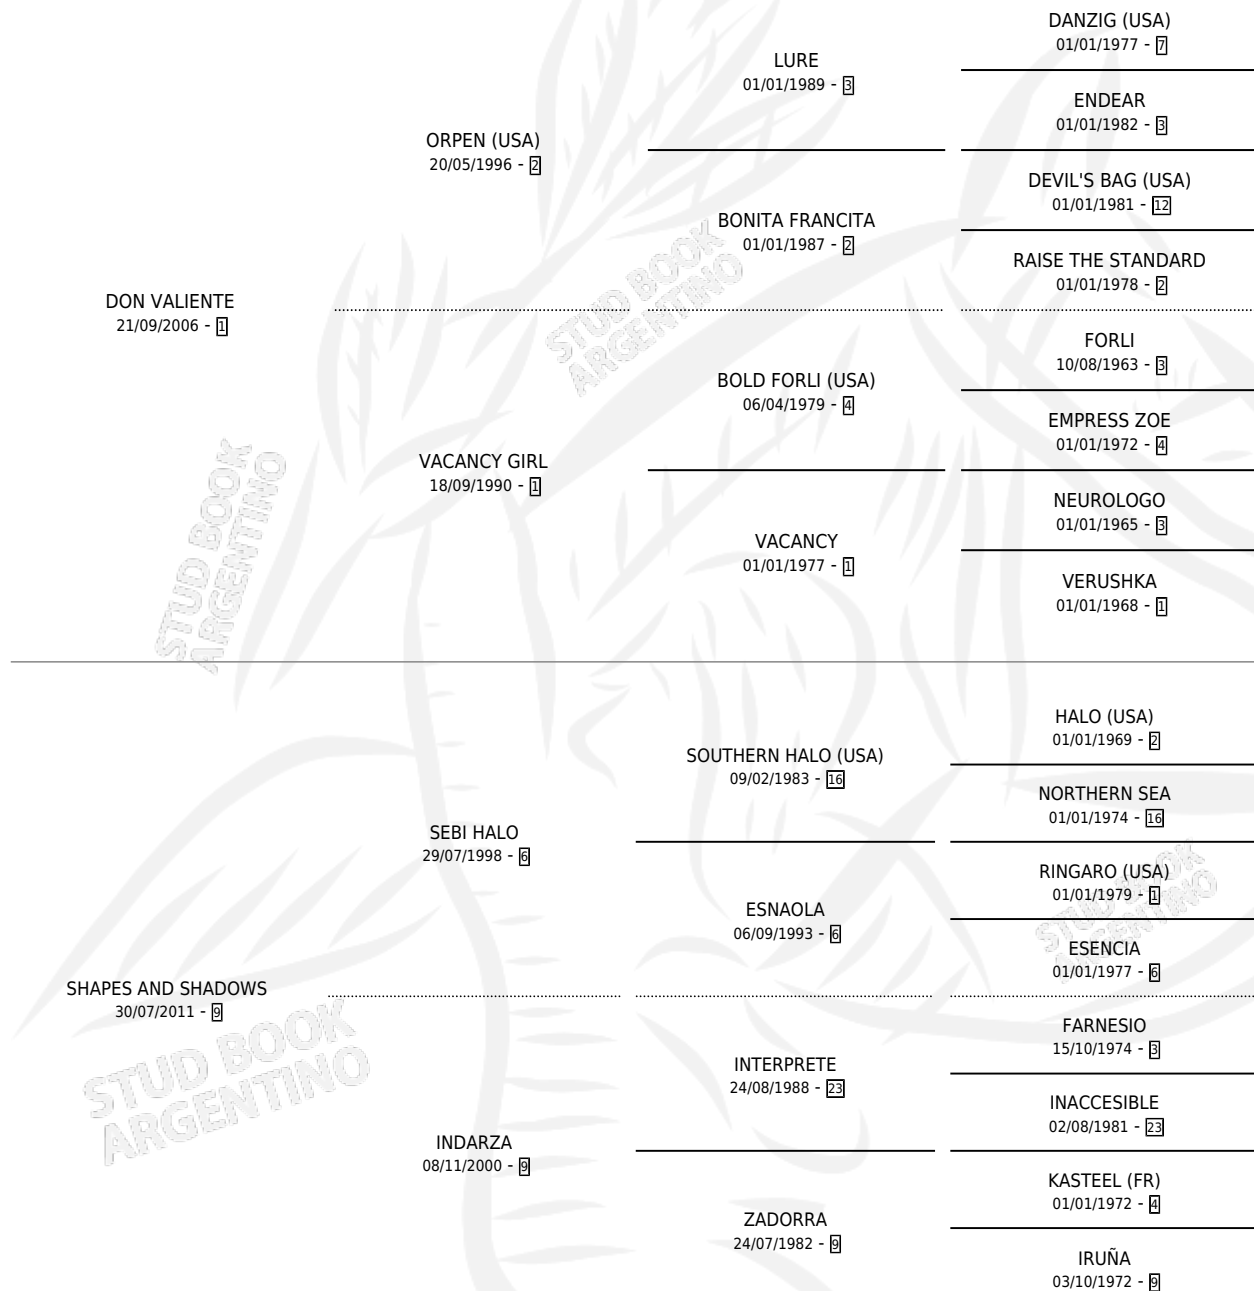 DANZIG (USA)
01/01/1977 - 7
LURE
01/01/1989 - 3
ENDEAR
01/01/1982 - 3
ORPEN (USA)
20/05/1996 - 2
DEVIL'S BAG (USA)
01/01/1981 - 12
BONITA FRANCITA
01/01/1987 - 2
RAISE THE STANDARD
01/01/1978 - 2
DON VALIENTE
21/09/2006 - 1
FORLI
10/08/1963 - 3
BOLD FORLI (USA)
06/04/1979 - 4
EMPRESS ZOE
01/01/1972 - 4
VACANCY GIRL
18/09/1990 - 1
NEUROLOGO
01/01/1965 - 3
VACANCY
01/01/1977 - 1
VERUSHKA
01/01/1968 - 1
HALO (USA)
01/01/1969 - 2
SOUTHERN HALO (USA)
09/02/1983 - 16
NORTHERN SEA
01/01/1974 - 16
SEBI HALO
29/07/1998 - 6
RINGARO (USA)
01/01/1979 - 1
ESNAOLA
06/09/1993 - 6
ESENCIA
01/01/1977 - 6
SHAPES AND SHADOWS
30/07/2011 - 9
FARNESIO
15/10/1974 - 3
INTERPRETE
24/08/1988 - 23
INACCESIBLE
02/08/1981 - 23
INDARZA
08/11/2000 - 9
KASTEEL (FR)
01/01/1972 - 4
ZADORRA
24/07/1982 - 9
IRUÑA
03/10/1972 - 9
STUD BOOK
ARGENTINO
STUD BOOK
ARGENTINO
STUD BOOK
ARGENTINO
STUD BOOK
ARGENTINO